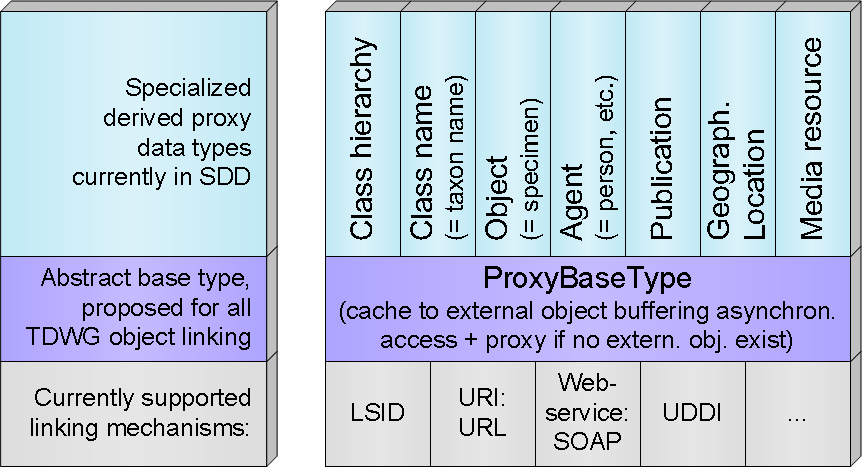 Specialized
derived proxy
data types
currently in SDD
Class hierarchy
Class name
(= taxon name)
Object
(= specimen)
Agent
(= person, etc.)
Publication
Geograph.
Location
Media resource
Abstract base type,
proposed for all
TDWG object linking
ProxyBaseType
(cache to external object buffering asynchron.
access + proxy if no extern. obj. exist)
Currently supported
linking mechanisms:
LSID
URI:
URL
Web-
service:
SOAP
UDDI
...